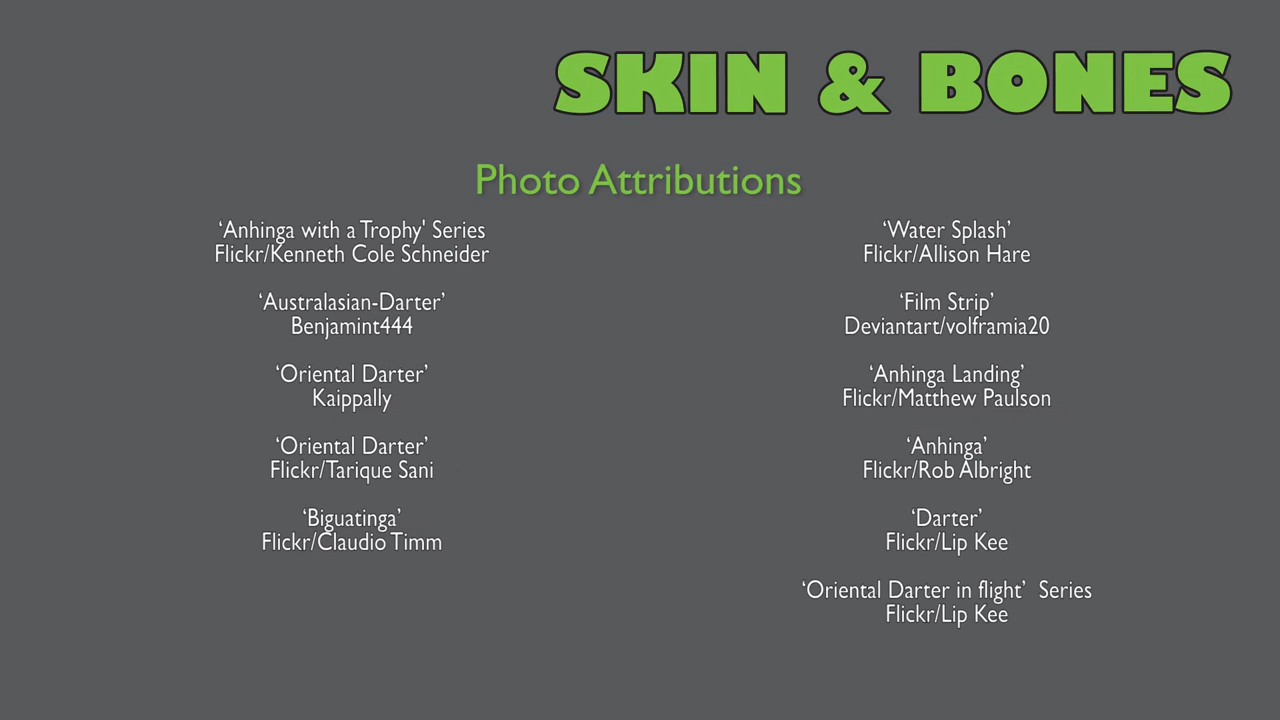 SKIN & BONES
Photo Attributions
‘Anhinga with a Trophy' Series
Flickr/Kenneth Cole Schneider
‘Australasian-Darter’
Benjamint444
‘Oriental Darter’
Kaippally
‘Oriental Darter’
Flickr/Tarique Sani
‘Biguatinga’
Flickr/Claudio Timm
‘Water Splash’
Flickr/Allison Hare
‘Film Strip’
Deviantart/volframia20
‘Anhinga Landing’
Flickr/Matthew Paulson
‘Anhinga’
Flickr/Rob Albright
‘Darter’
Flickr/Lip Kee
‘Oriental Darter in flight’  Series
Flickr/Lip Kee